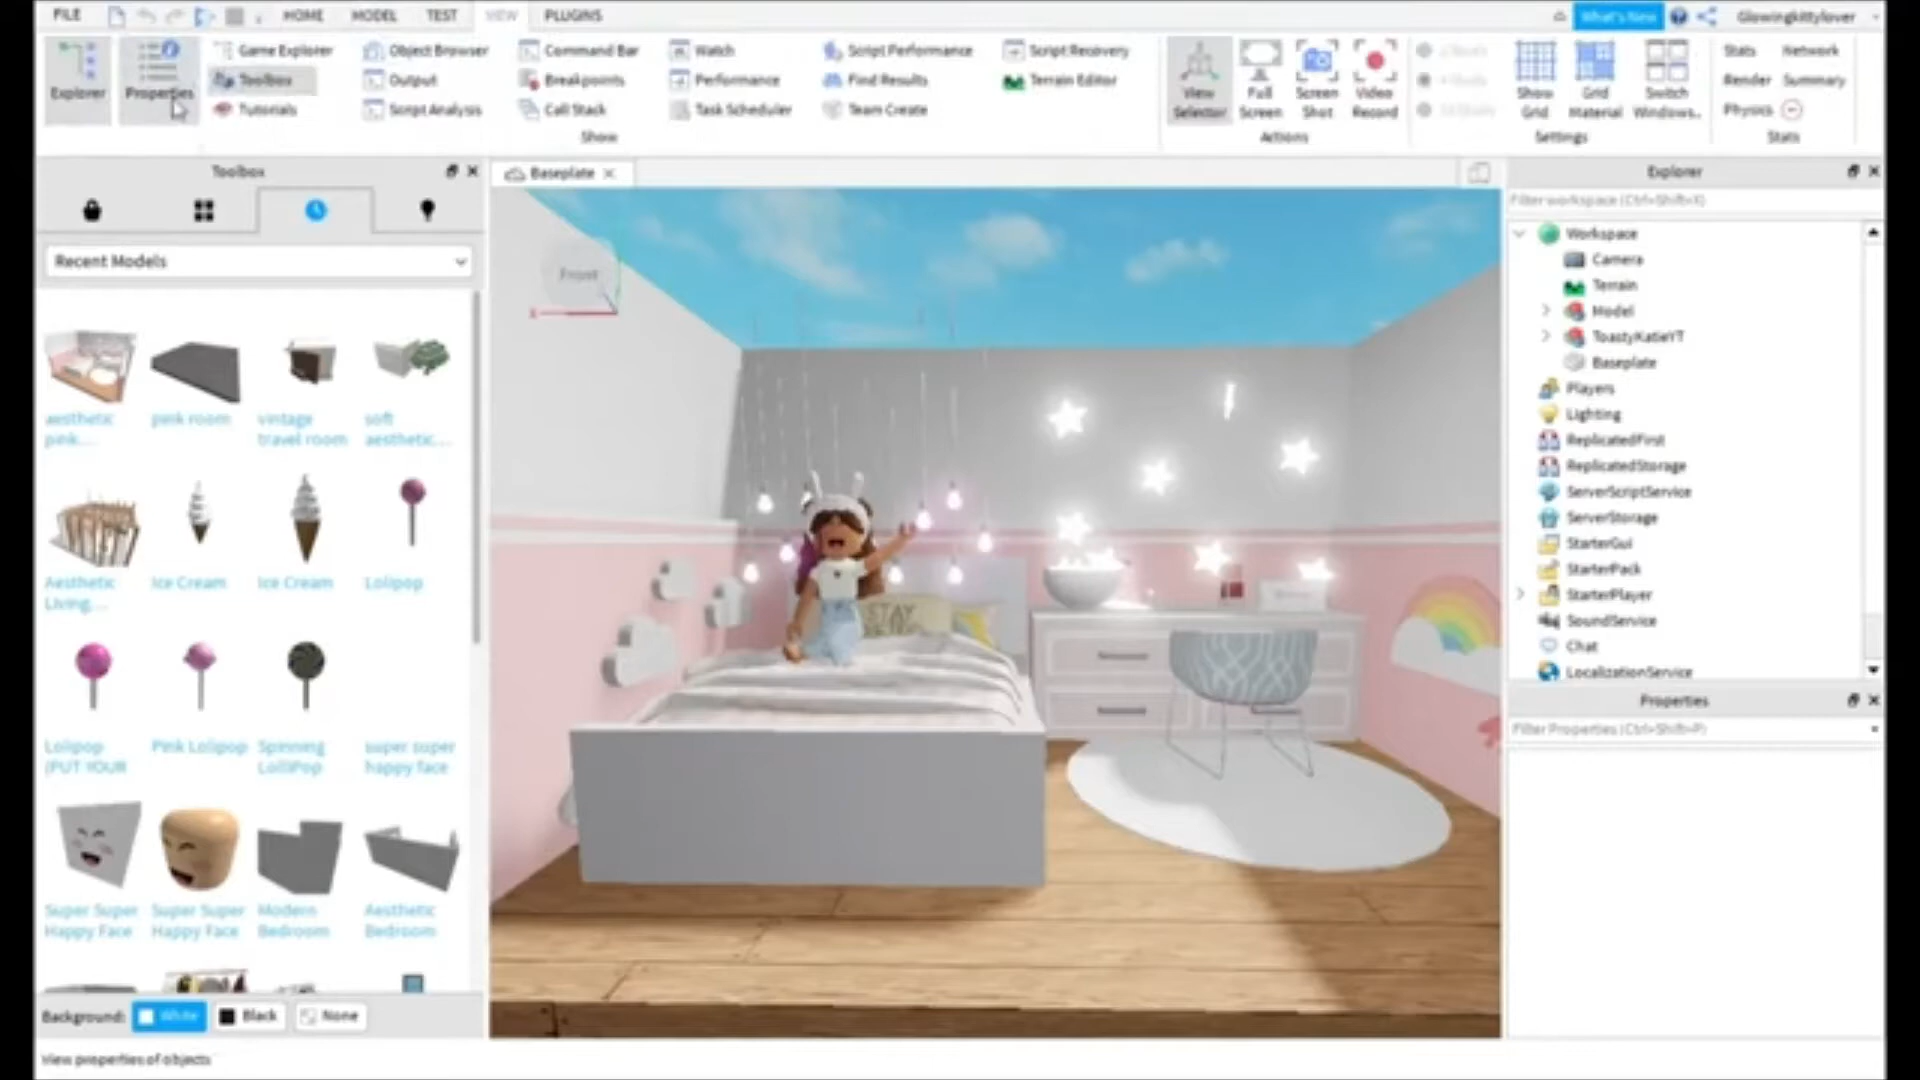 FILE HOME MODEL TEST VIEW PLUGINS What's New Glowingkittylover
Explorer
Properties
Game Explorer
Toolbox
Tutorials
Object Browser
Output
Script Analysis
Command Bar
Breakpoints
Call Stack
Watch
Performance
Task Scheduler
Script Performance
Find Results
Team Create
Script Recovery
Terrain Editor
Show
View
Selector
Full
Screen
Screen
Shot
Video
Record
Actions
Show
Grid
Grid
Material
Switch
Windows..
Settings
Stats Network
Render Summary
Physics
Stats
Toolbox
Recent Models
aesthetic
pink...
pink room
vintage
travel room
soft
aesthetic...
Aesthetic
Living...
Ice Cream
Ice Cream
Lolipop
Lolipop
(PUT YOUR
Pink Lolipop
Spinning
LolliPop
super super
happy face
Super Super
Happy Face
Super Super
Happy Face
Modern
Bedroom
Aesthetic
Bedroom
Background: White Black None
View properties of objects
Baseplate
Front
X
STAY
Explorer
Filter workspace (Ctrl+Shift+X)
Workspace
Camera
Terrain
Model
ToastyKatieYT
Baseplate
Players
Lighting
ReplicatedFirst
ReplicatedStorage
ServerScriptService
ServerStorage
StarterGui
StarterPack
StarterPlayer
SoundService
Chat
LocalizationService
Properties
Filter Properties (Ctrl+Shift+P)